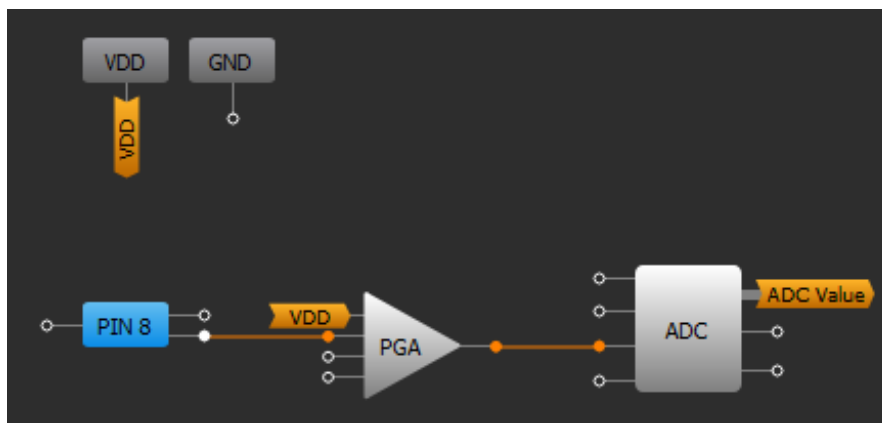 VDD
GND
VDD
PIN 8
VDD
PGA
ADC
ADC Value